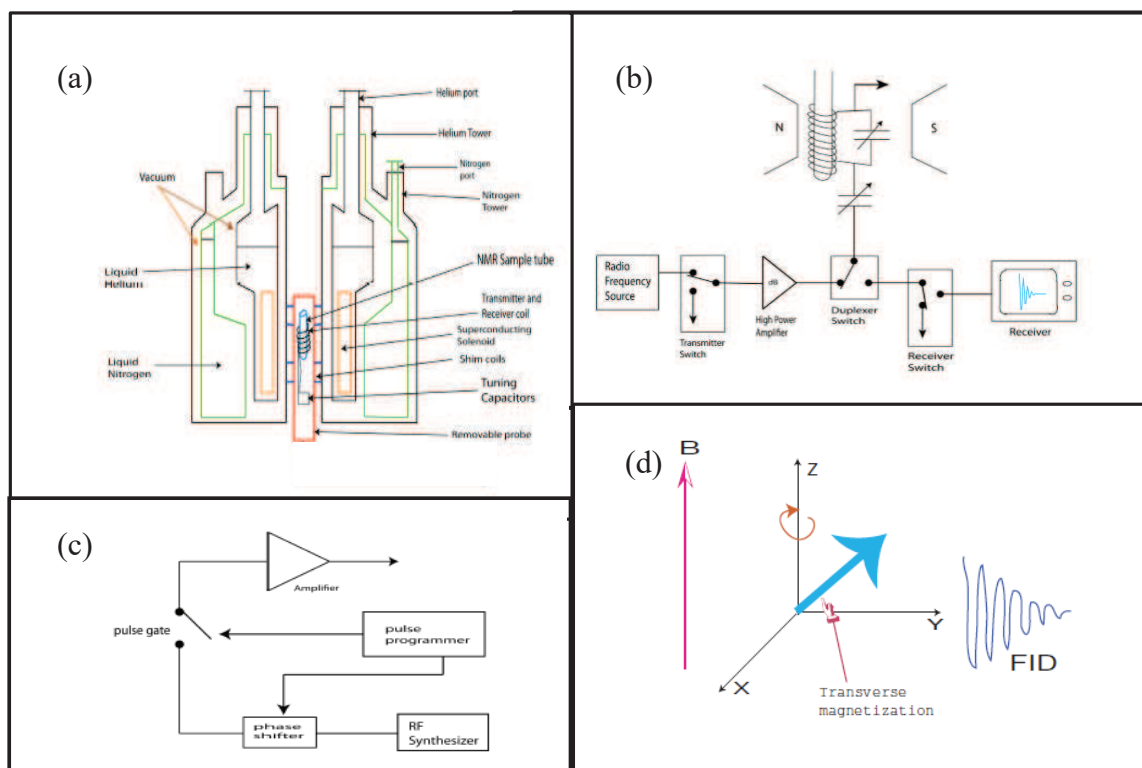 (a)
Helium port
Helium Tower
Nitrogen
port
Nitrogen
Tower
Vacuum
NMR Sample tube
Liquid
Helium
Transmitter and
Receiver coil
Superconducting
Solenoid
Shim coils
Liquid
Nitrogen
Tuning
Capacitors
Removable probe
(b)
N
S
Radio
Frequency
Source
Transmitter
Switch
dB
High Power
Amplifier
Duplexer
Switch
Receiver
Switch
Receiver
(c)
Amplifier
pulse gate
pulse
programmer
phase
shifter
RF
Synthesizer
(d)
B
Z
Y
X
FID
Transverse
magnetization